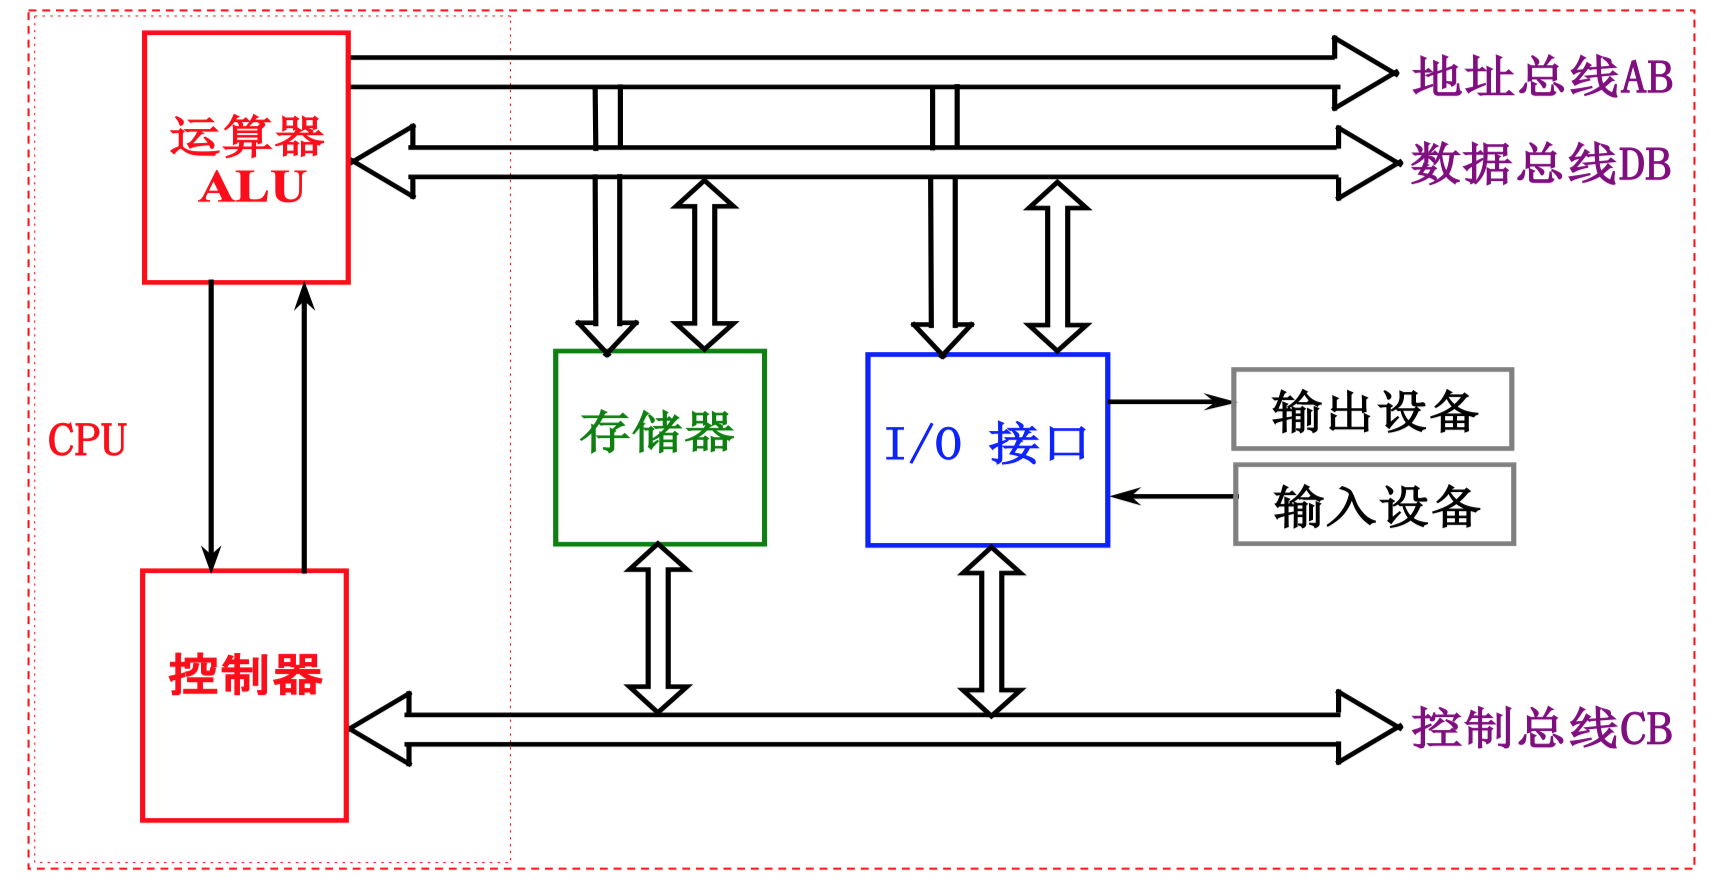 地址总线AB
运算器
ALU
数据总线DB
CPU
存储器
I/O 接口
输出设备
输入设备
控制器
控制总线CB